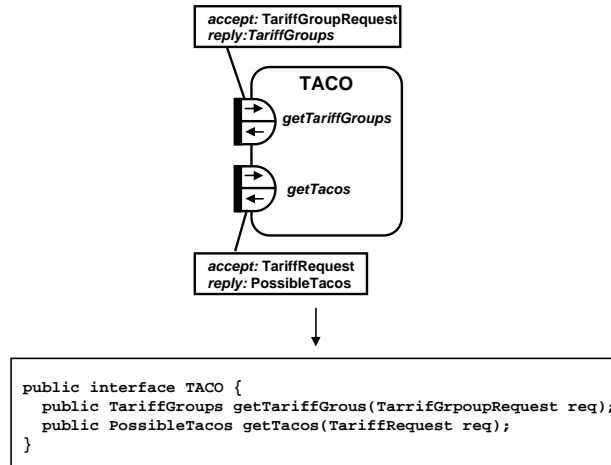 accept: TariffGroupRequest
reply:TariffGroups
TACO
getTariffGroups
getTacos
accept: TariffRequest
reply: PossibleTacos
public interface TACO {
public TariffGroups getTariffGrous(TarrifGrpoupRequest req);
public PossibleTacos getTacos(TariffRequest req);
}